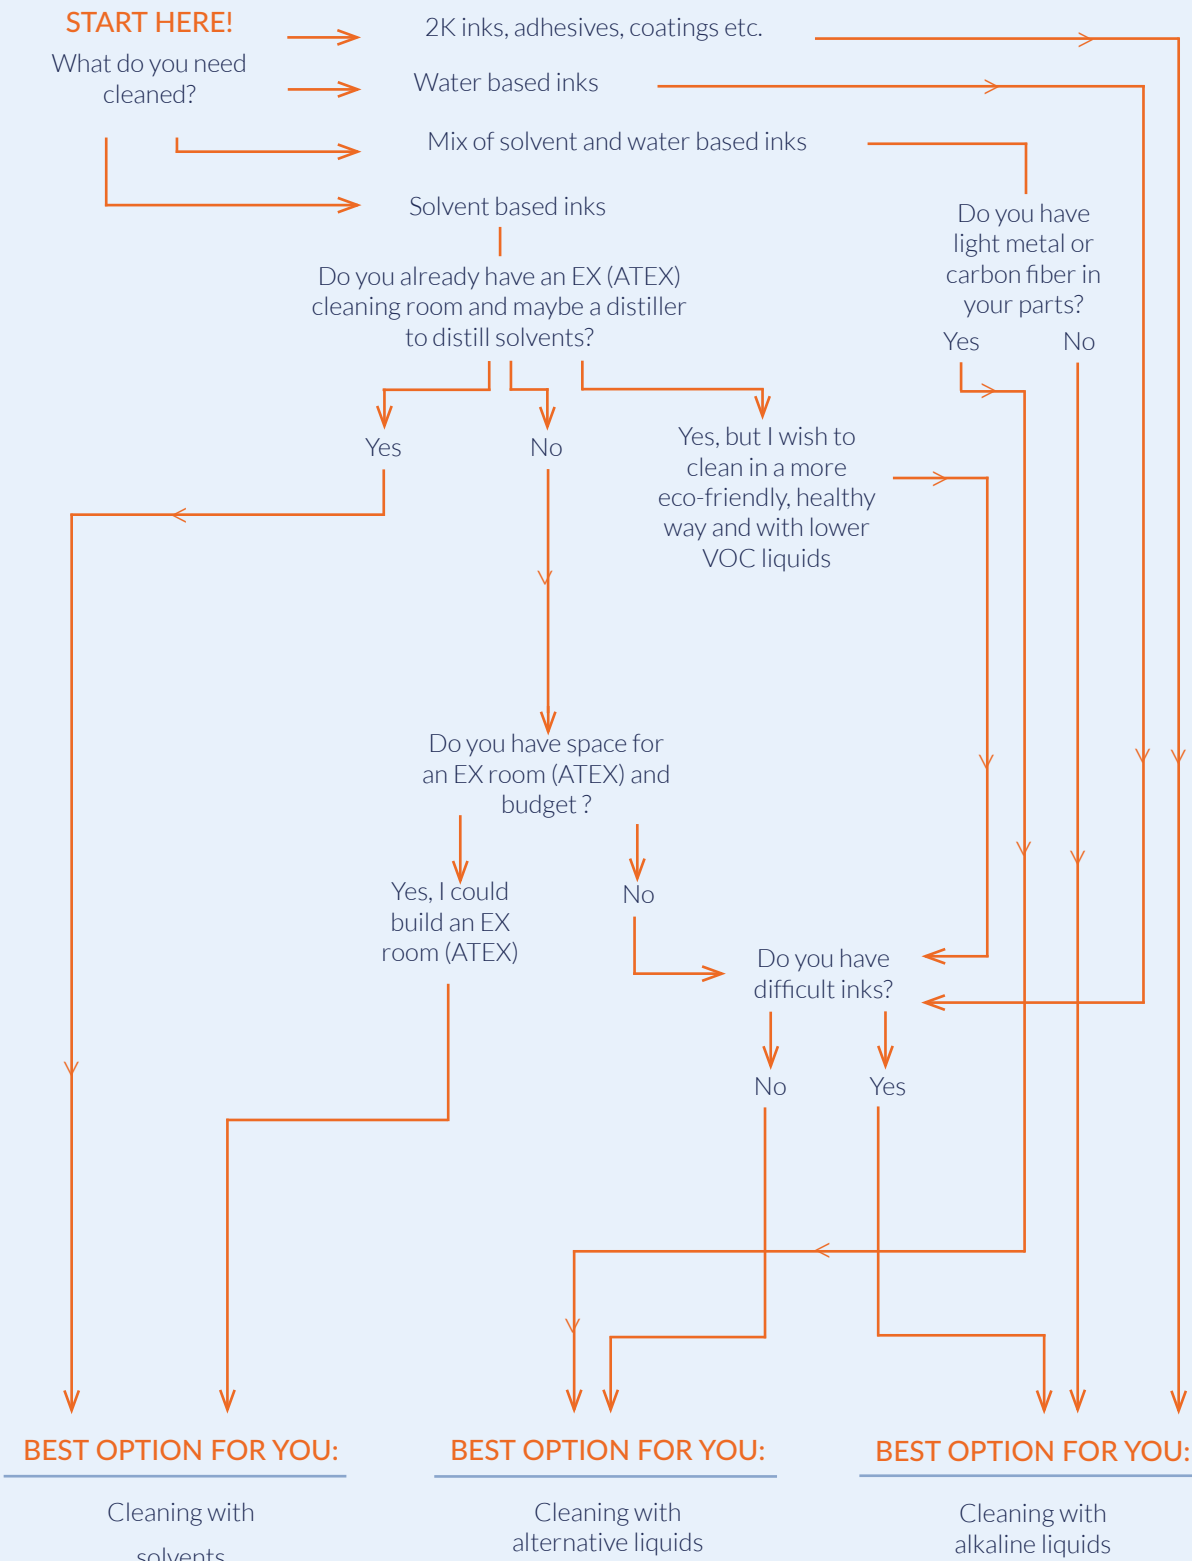 START HERE!
What do you need
cleaned?
2K inks, adhesives, coatings etc.
Water based inks
Mix of solvent and water based inks
Solvent based inks
Do you already have an EX (ATEX)
cleaning room and maybe a distiller
to distill solvents?
Do you have
light metal or
carbon fiber in
your parts?
Yes
No
Yes
No
Yes, but I wish to
clean in a more
eco-friendly, healthy
way and with lower
VOC liquids
Do you have space for
an EX room (ATEX) and
budget ?
Yes, I could
build an EX
room (ATEX)
No
Do you have
difficult inks?
No
Yes
BEST OPTION FOR YOU:
Cleaning with
solvents
BEST OPTION FOR YOU:
Cleaning with
alternative liquids
BEST OPTION FOR YOU:
Cleaning with
alkaline liquids